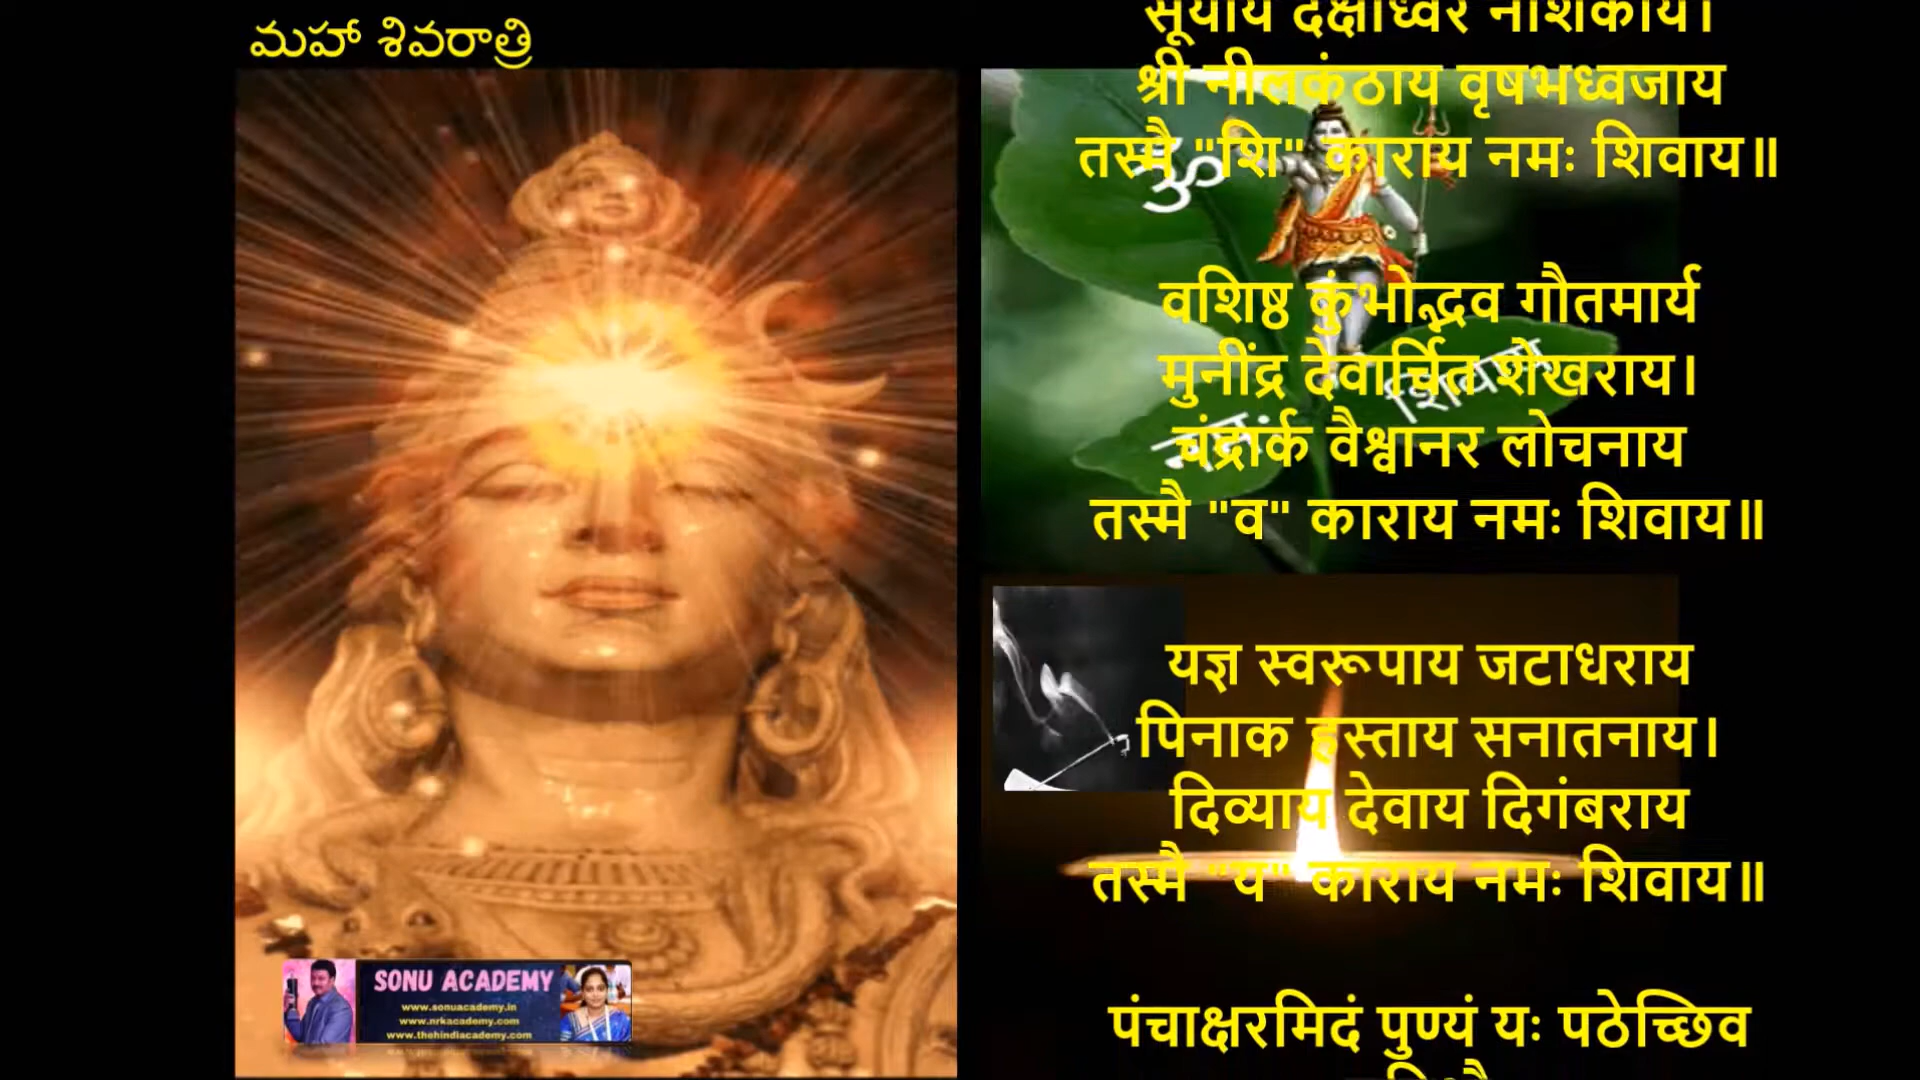 మహా శివరాత్రి
सूर्याय दक्षाध्वर नाशकाय।
श्री नीलकंठाय वृषभध्वजाय
तस्मै "शि" काराय नमः शिवाय॥
वशिष्ठ कुंभोद्भव गौतमार्य
मुनींद्र देवार्चित शेखराय।
चंद्रार्क वैश्वानर लोचनाय
तस्मै "व" काराय नमः शिवाय॥
यज्ञ स्वरूपाय जटाधराय
पिनाक हस्ताय सनातनाय।
दिव्याय देवाय दिगंबराय
तस्मै "य" काराय नमः शिवाय॥
पंचाक्षरमिदं पुण्यं यः पठेच्छिव
ॐ
नमः
शिवाय
SONU ACADEMY
www.sonuacademy.in
www.nrkacademy.com
www.thehindiacademy.com